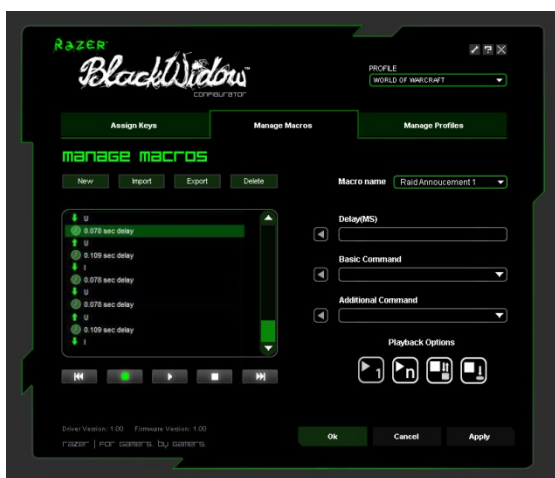 RAZER
BlackWidow™
CONFIGURATOR
PROFILE
WORLD OF WARCRAFT
Assign Keys
Manage Macros
Manage Profiles
manage macros
New
Import
Export
Delete
Macro name
RaidAnnoucement 1
U
0.078 sec delay
U
0.109 sec delay
I
0.078 sec delay
U
0.078 sec delay
U
0.109 sec delay
I
Delay(MS)
Basic Command
Additional Command
Playback Options
1
n
Driver Version: 1.00 Firmware Version: 1.00
razer | For gamers. by gamers.
Ok
Cancel
Apply